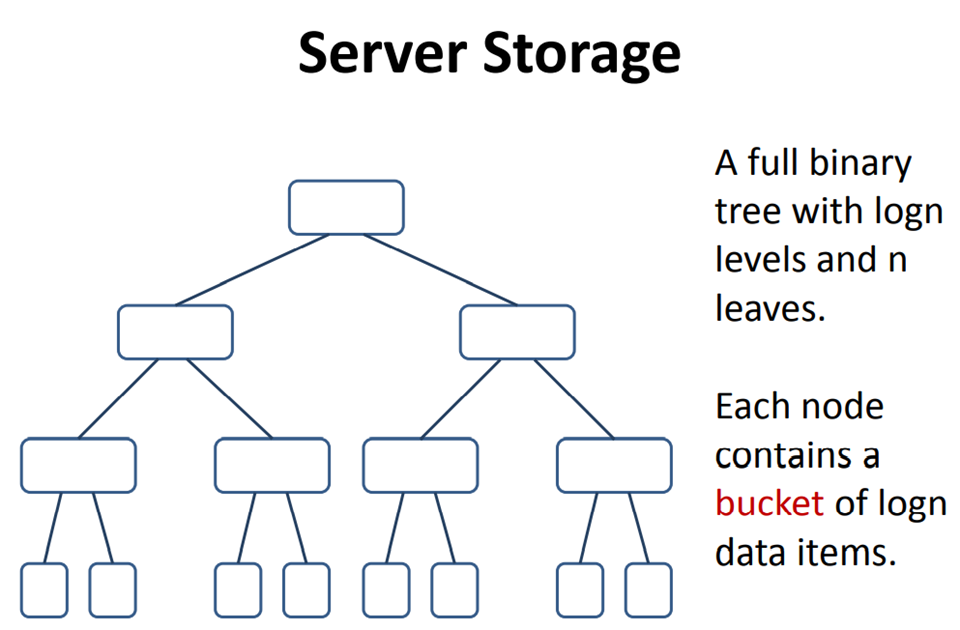 Server Storage
A full binary
tree with logn
levels and n
leaves.
Each node
contains a
bucket of logn
data items.